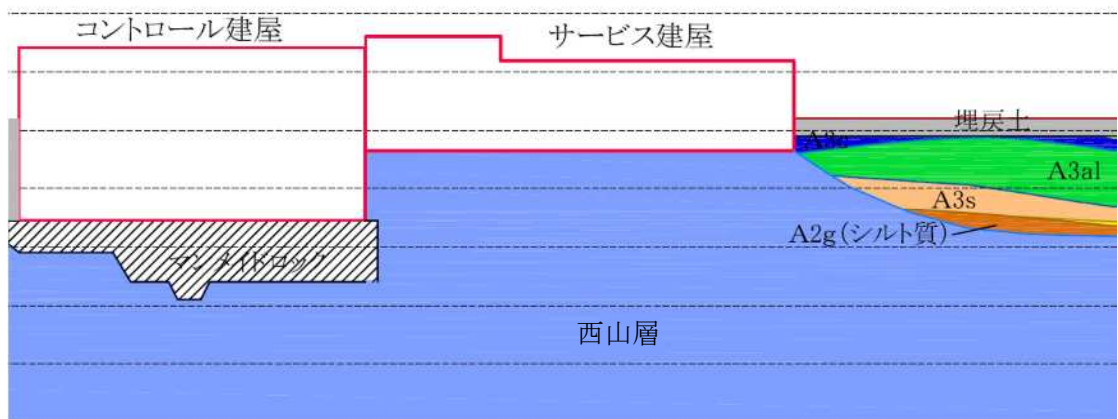 コントロール建屋
サービス建屋
埋戻土
A3c
A3al
A3s
A2g(シルト質)
マンメイドロック
西山層